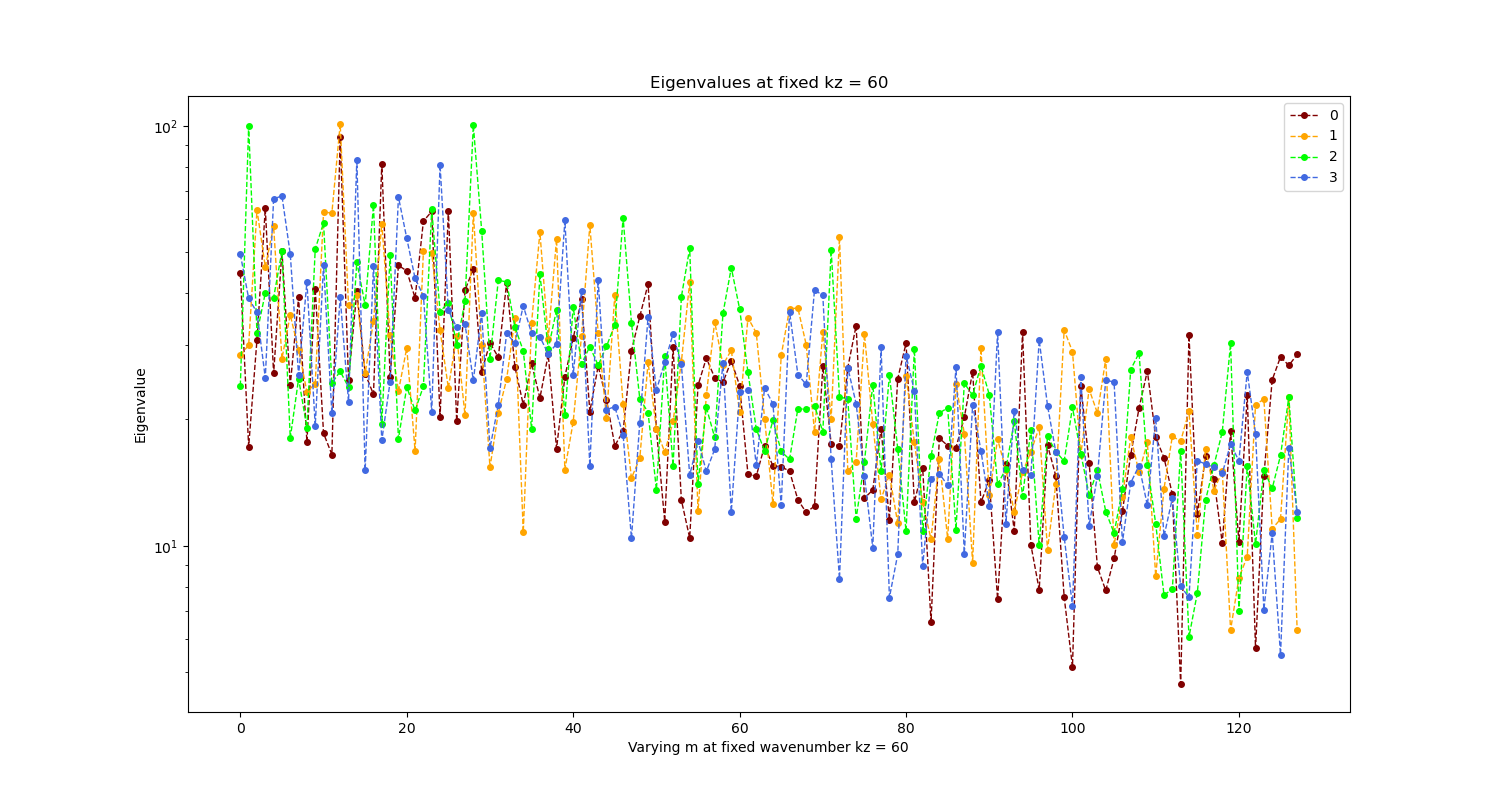 Eigenvalues at fixed kz = 60
10²
10¹
Eigenvalue
0
1
2
3
0 20 40 60 80 100 120
Varying m at fixed wavenumber kz = 60